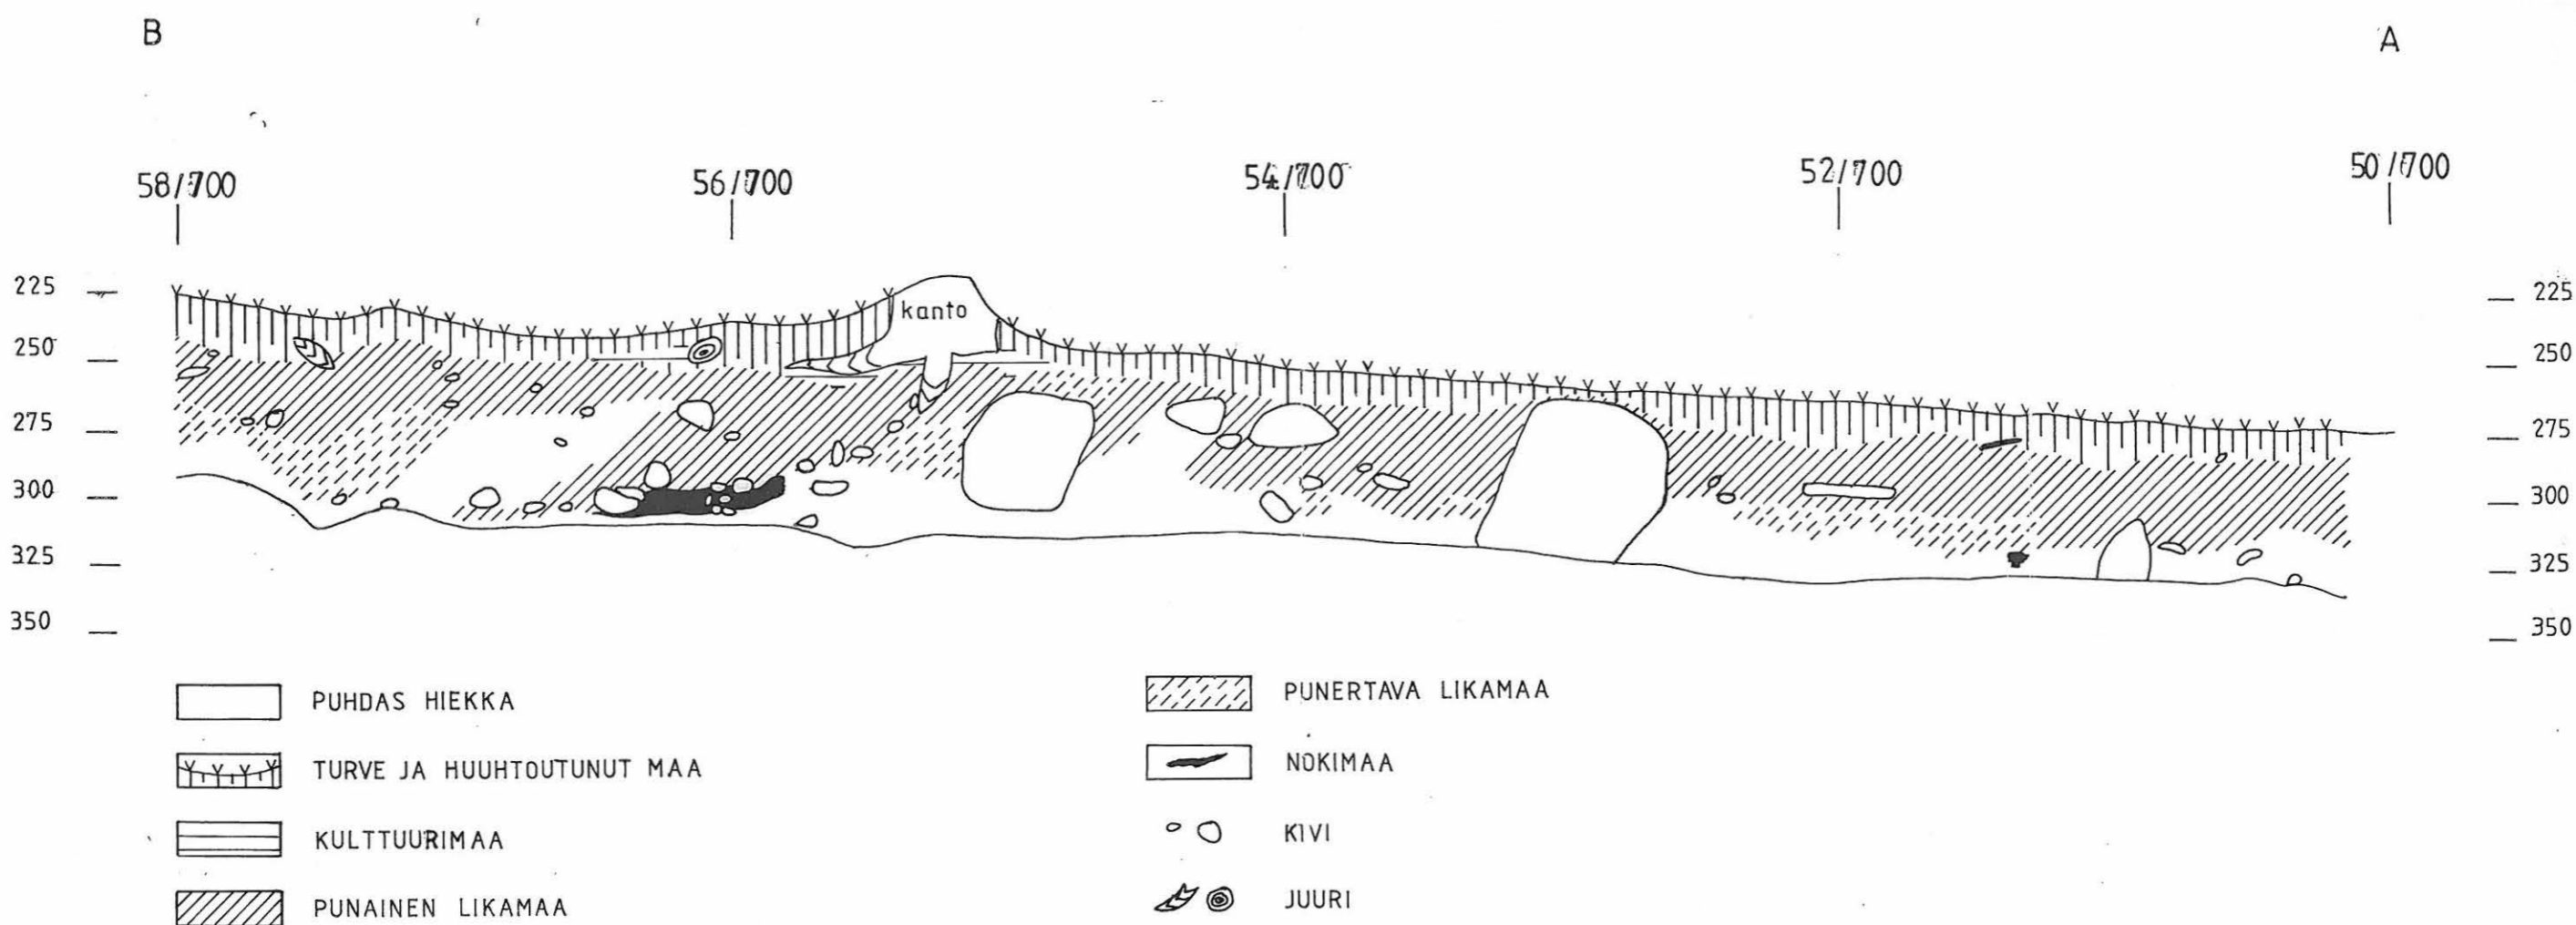 B A
58/700 56/700 54/700 52/700 50/700
225 225
kanto
250 250
275 275
300 300
325 325
350 350
PUHDAS HIEKKA
TURVE JA HUUHTOUTUNUT MAA
KULTTUURIMAA
PUNAINEN LIKAMAA
PUNERTAVA LIKAMAA
NOKIMAA
KIVI
JUURI